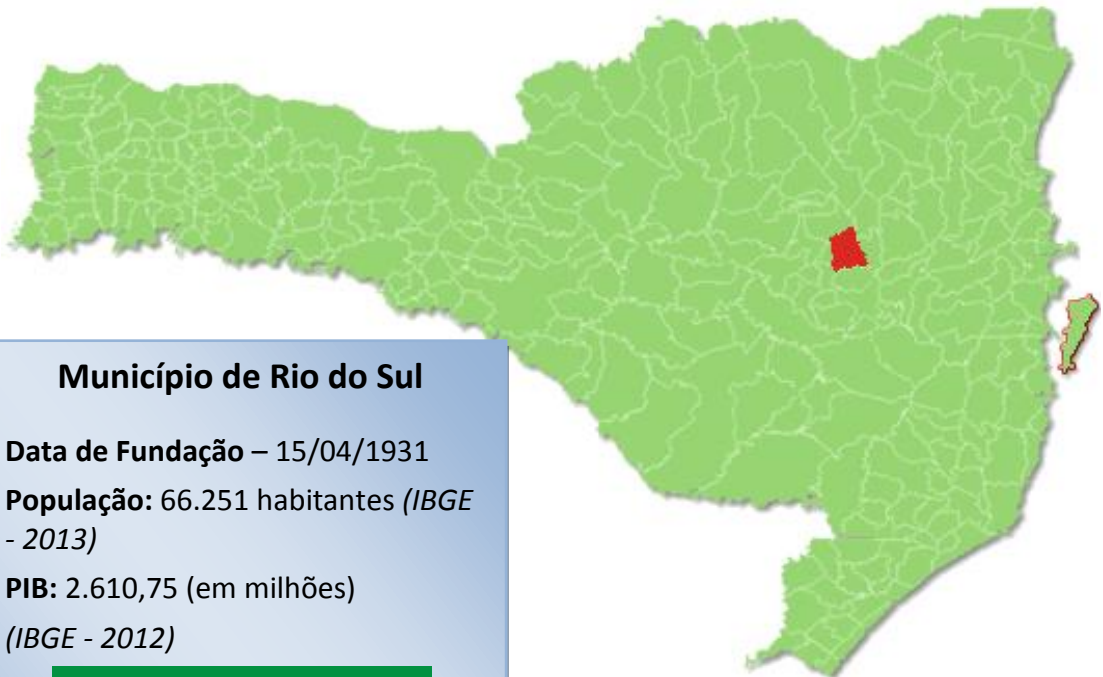 Município de Rio do Sul
Data de Fundação – 15/04/1931
População: 66.251 habitantes (IBGE
- 2013)
PIB: 2.610,75 (em milhões)
(IBGE - 2012)